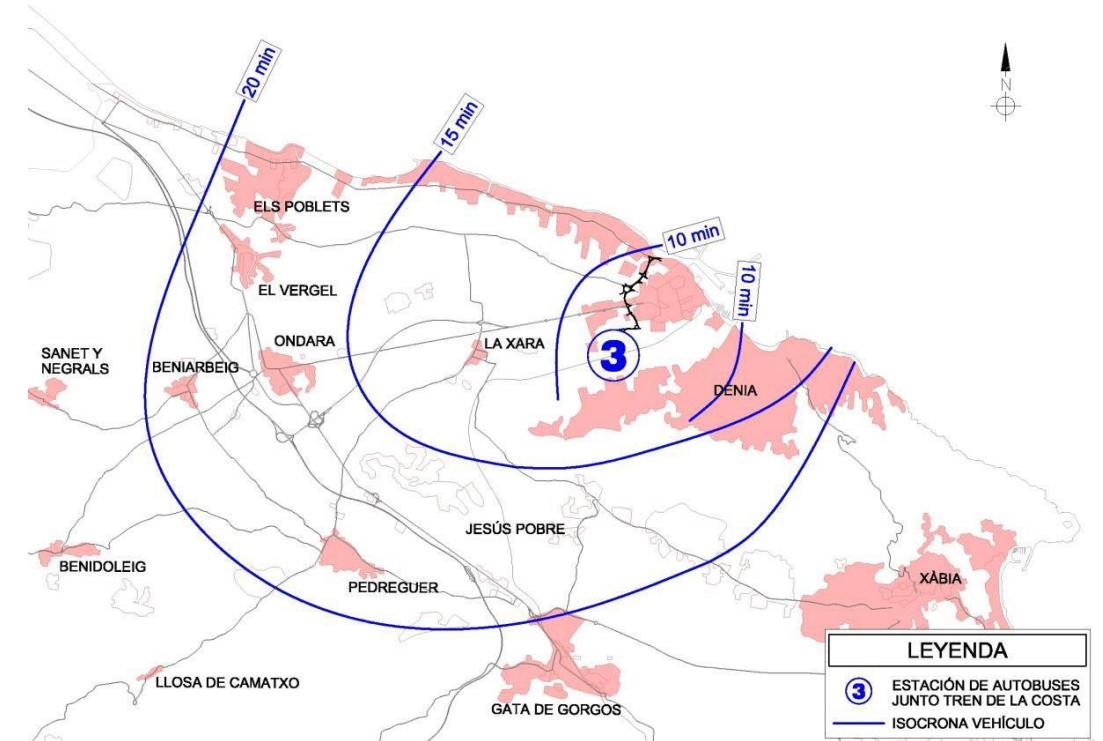 20 min
15 min
N
ELS POBLETS
10 min
10 min
EL VERGEL
ONDARA
LA XARA
SANET Y
NEGRALS
BENIARBEIG
3
DÉNIA
JESÚS POBRE
BENIDOLEIG
PEDREGUER
XÀBIA
LLOSA DE CAMATXO
GATA DE GORGOS
LEYENDA
3
ESTACIÓN DE AUTOBUSES
JUNTO TREN DE LA COSTA
ISOCRONA VEHÍCULO